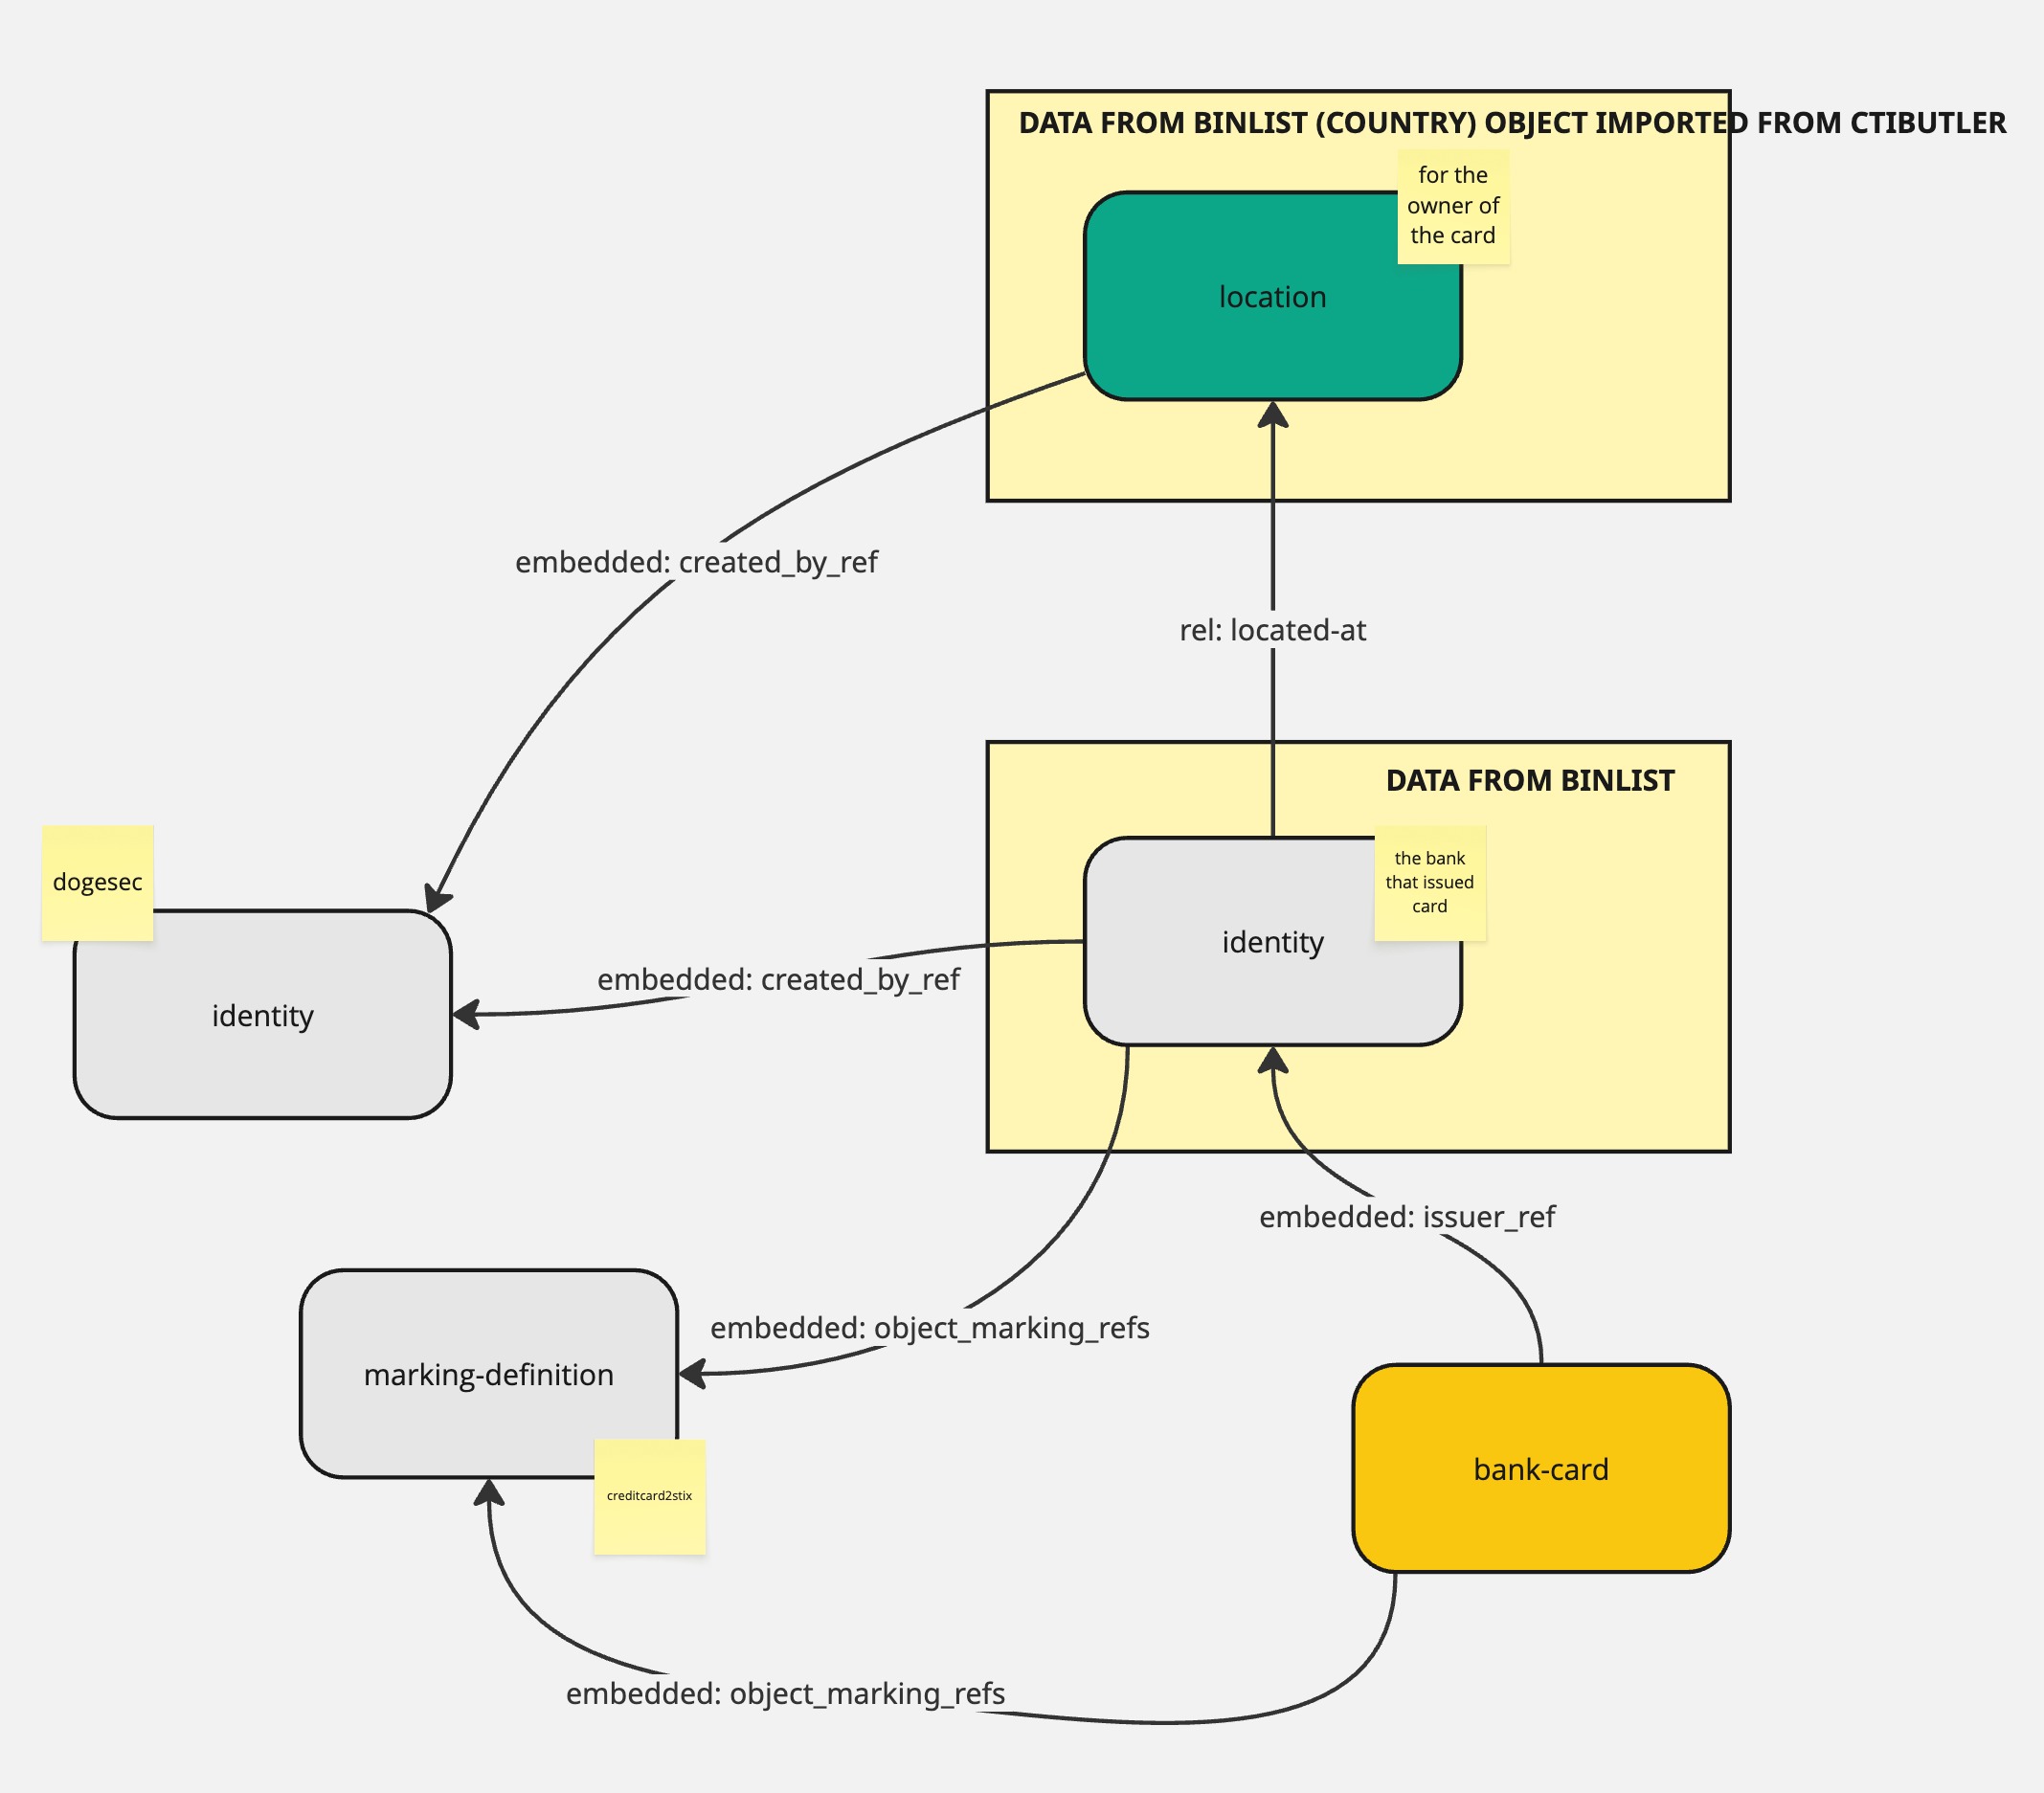 DATA FROM BINLIST (COUNTRY) OBJECT IMPORTED FROM CTIBUTLER
for the
owner of
the card
location
embedded: created_by_ref
rel: located-at
DATA FROM BINLIST
the bank
that issued
card
identity
dogesec
identity
embedded: created_by_ref
embedded: issuer_ref
embedded: object_marking_refs
marking-definition
creditcard2stix
bank-card
embedded: object_marking_refs